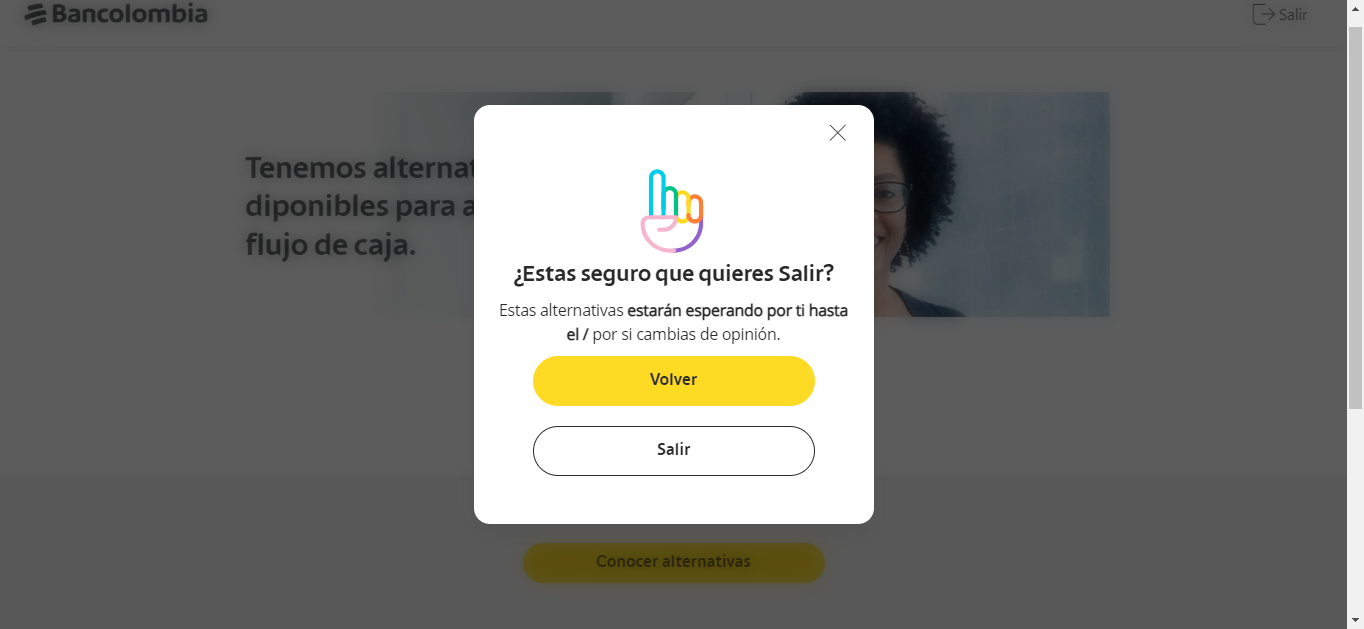 Bancolombia
Salir
Tenemos
diponibles para
flujo de caja.
¿Estas seguro que quieres Salir?
Estas alternativas estarán esperando por ti hasta
el / por si cambias de opinión.
Volver
Salir
Conocer alternativas